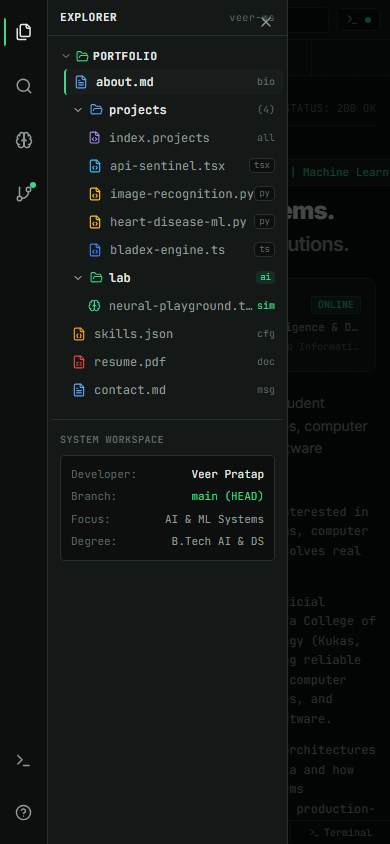 EXPLORER
PORTFOLIO
about.md bio
projects (4)
index.projects all
api-sentinel.tsx tsx
image-recognition.py py
heart-disease-ml.py py
bladex-engine.ts ts
lab ai
neural-playground.t… sim
skills.json cfg
resume.pdf doc
contact.md msg
SYSTEM WORKSPACE
Developer: Veer Pratap
Branch: main (HEAD)
Focus: AI & ML Systems
Degree: B.Tech AI & DS
STATUS: 200 OK
| Machine Learn
ems.
utions.
ONLINE
igence & D…
d Informati…
udent
s, computer
tware
terested in
s, computer
olves real
ficial
a College of
gy (Kukas,
g reliable
computer
s, and
ftware.
rchitectures
a and how
ms
production-
Terminal